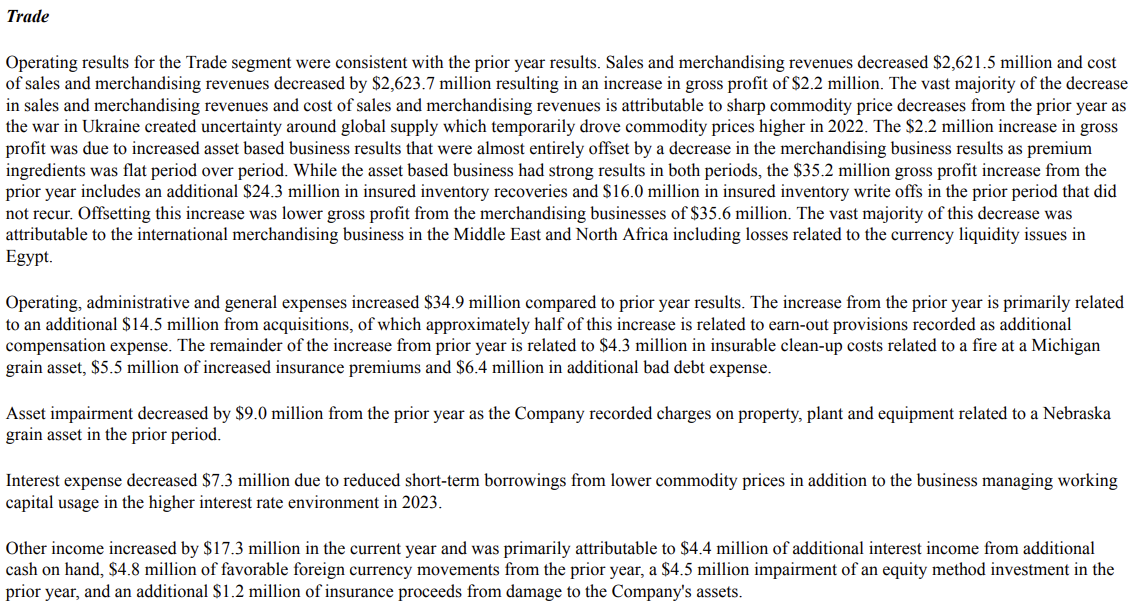 Trade
Operating results for the Trade segment were consistent with the prior year results. Sales and merchandising revenues decreased $2,621.5 million and cost
of sales and merchandising revenues decreased by $2,623.7 million resulting in an increase in gross profit of $2.2 million. The vast majority of the decrease
in sales and merchandising revenues and cost of sales and merchandising revenues is attributable to sharp commodity price decreases from the prior year as
the war in Ukraine created uncertainty around global supply which temporarily drove commodity prices higher in 2022. The $2.2 million increase in gross
profit was due to increased asset based business results that were almost entirely offset by a decrease in the merchandising business results as premium
ingredients was flat period over period. While the asset based business had strong results in both periods, the $35.2 million gross profit increase from the
prior year includes an additional $24.3 million in insured inventory recoveries and $16.0 million in insured inventory write offs in the prior period that did
not recur. Offsetting this increase was lower gross profit from the merchandising businesses of $35.6 million. The vast majority of this decrease was
attributable to the international merchandising business in the Middle East and North Africa including losses related to the currency liquidity issues in
Egypt.
Operating, administrative and general expenses increased $34.9 million compared to prior year results. The increase from the prior year is primarily related
to an additional $14.5 million from acquisitions, of which approximately half of this increase is related to earn-out provisions recorded as additional
compensation expense. The remainder of the increase from prior year is related to $4.3 million in insurable clean-up costs related to a fire at a Michigan
grain asset, $5.5 million of increased insurance premiums and $6.4 million in additional bad debt expense.
Asset impairment decreased by $9.0 million from the prior year as the Company recorded charges on property, plant and equipment related to a Nebraska
grain asset in the prior period.
Interest expense decreased $7.3 million due to reduced short-term borrowings from lower commodity prices in addition to the business managing working
capital usage in the higher interest rate environment in 2023.
Other income increased by $17.3 million in the current year and was primarily attributable to $4.4 million of additional interest income from additional
cash on hand, $4.8 million of favorable foreign currency movements from the prior year, a $4.5 million impairment of an equity method investment in the
prior year, and an additional $1.2 million of insurance proceeds from damage to the Company's assets.